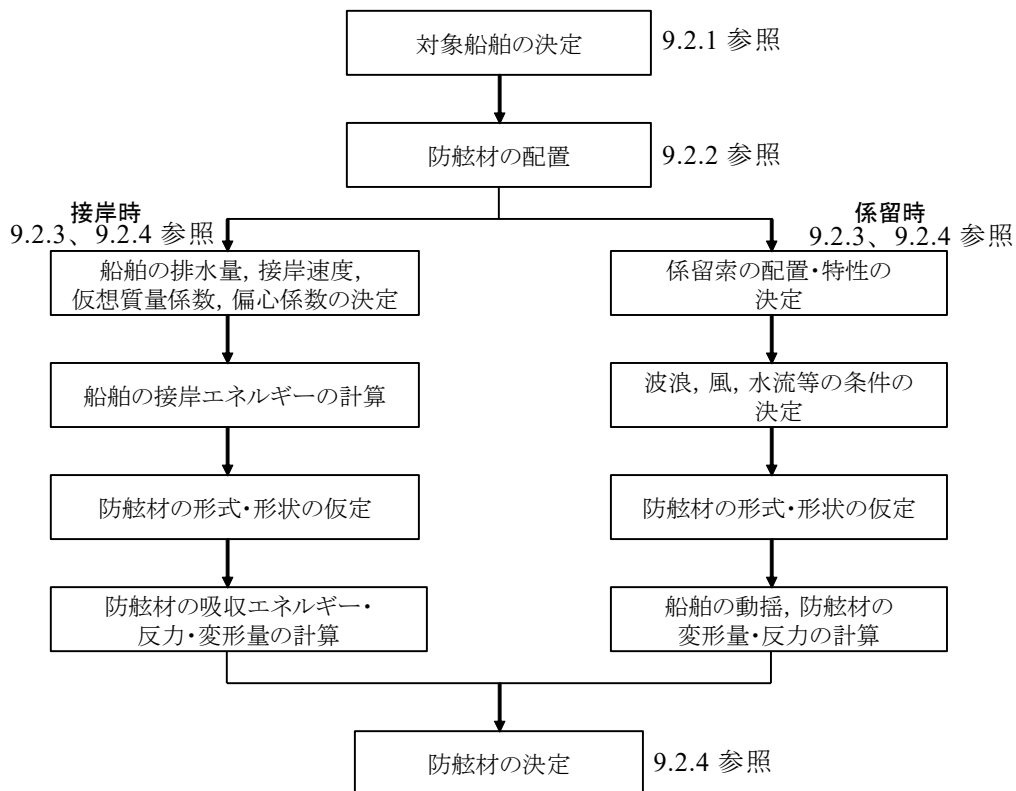 対象船舶の決定
9.2.1 参照
防舷材の配置
9.2.2 参照
接岸時
9.2.3、9.2.4 参照
船舶の排水量, 接岸速度,
仮想質量係数, 偏心係数の決定
船舶の接岸エネルギーの計算
防舷材の形式・形状の仮定
防舷材の吸収エネルギー・
反力・変形量の計算
係留時
9.2.3、9.2.4 参照
係留索の配置・特性の
決定
波浪, 風, 水流等の条件の
決定
防舷材の形式・形状の仮定
船舶の動揺, 防舷材の
変形量・反力の計算
防舷材の決定
9.2.4 参照